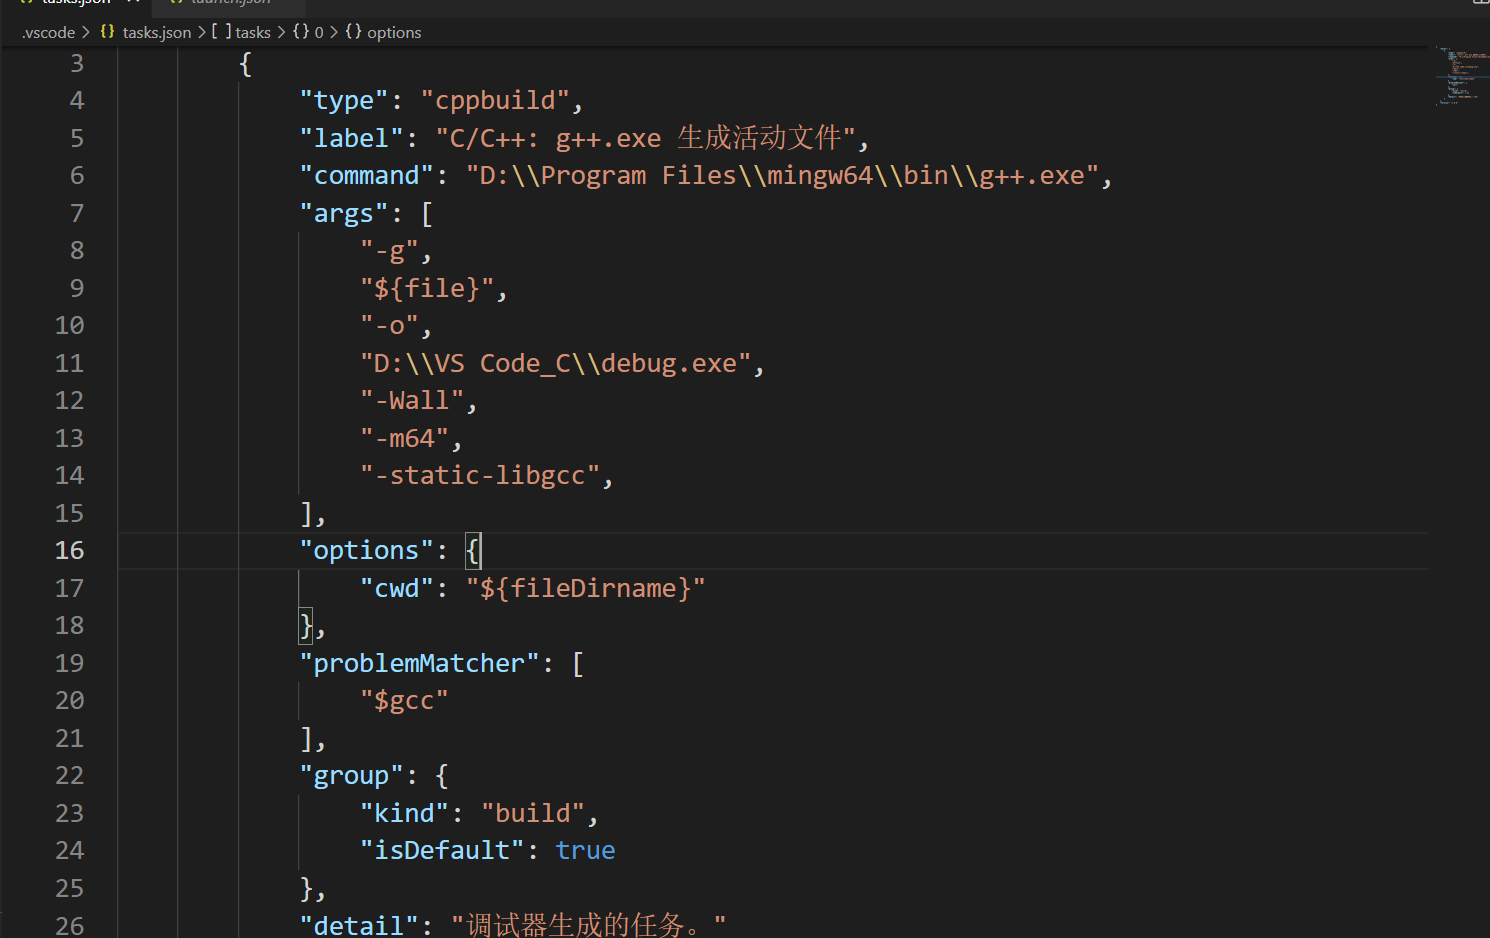 tasks.json launch.json
.vscode > {} tasks.json > [ ] tasks > {} 0 > {} options
3 {
4 "type": "cppbuild",
5 "label": "C/C++: g++.exe 生成活动文件",
6 "command": "D:\\Program Files\\mingw64\\bin\\g++.exe",
7 "args": [
8 "-g",
9 "${file}",
10 "-o",
11 "D:\\VS Code_C\\debug.exe",
12 "-Wall",
13 "-m64",
14 "-static-libgcc",
15 ],
16 "options": {
17 "cwd": "${fileDirname}"
18 },
19 "problemMatcher": [
20 "$gcc"
21 ],
22 "group": {
23 "kind": "build",
24 "isDefault": true
25 },
26 "detail": "调试器生成的任务。"